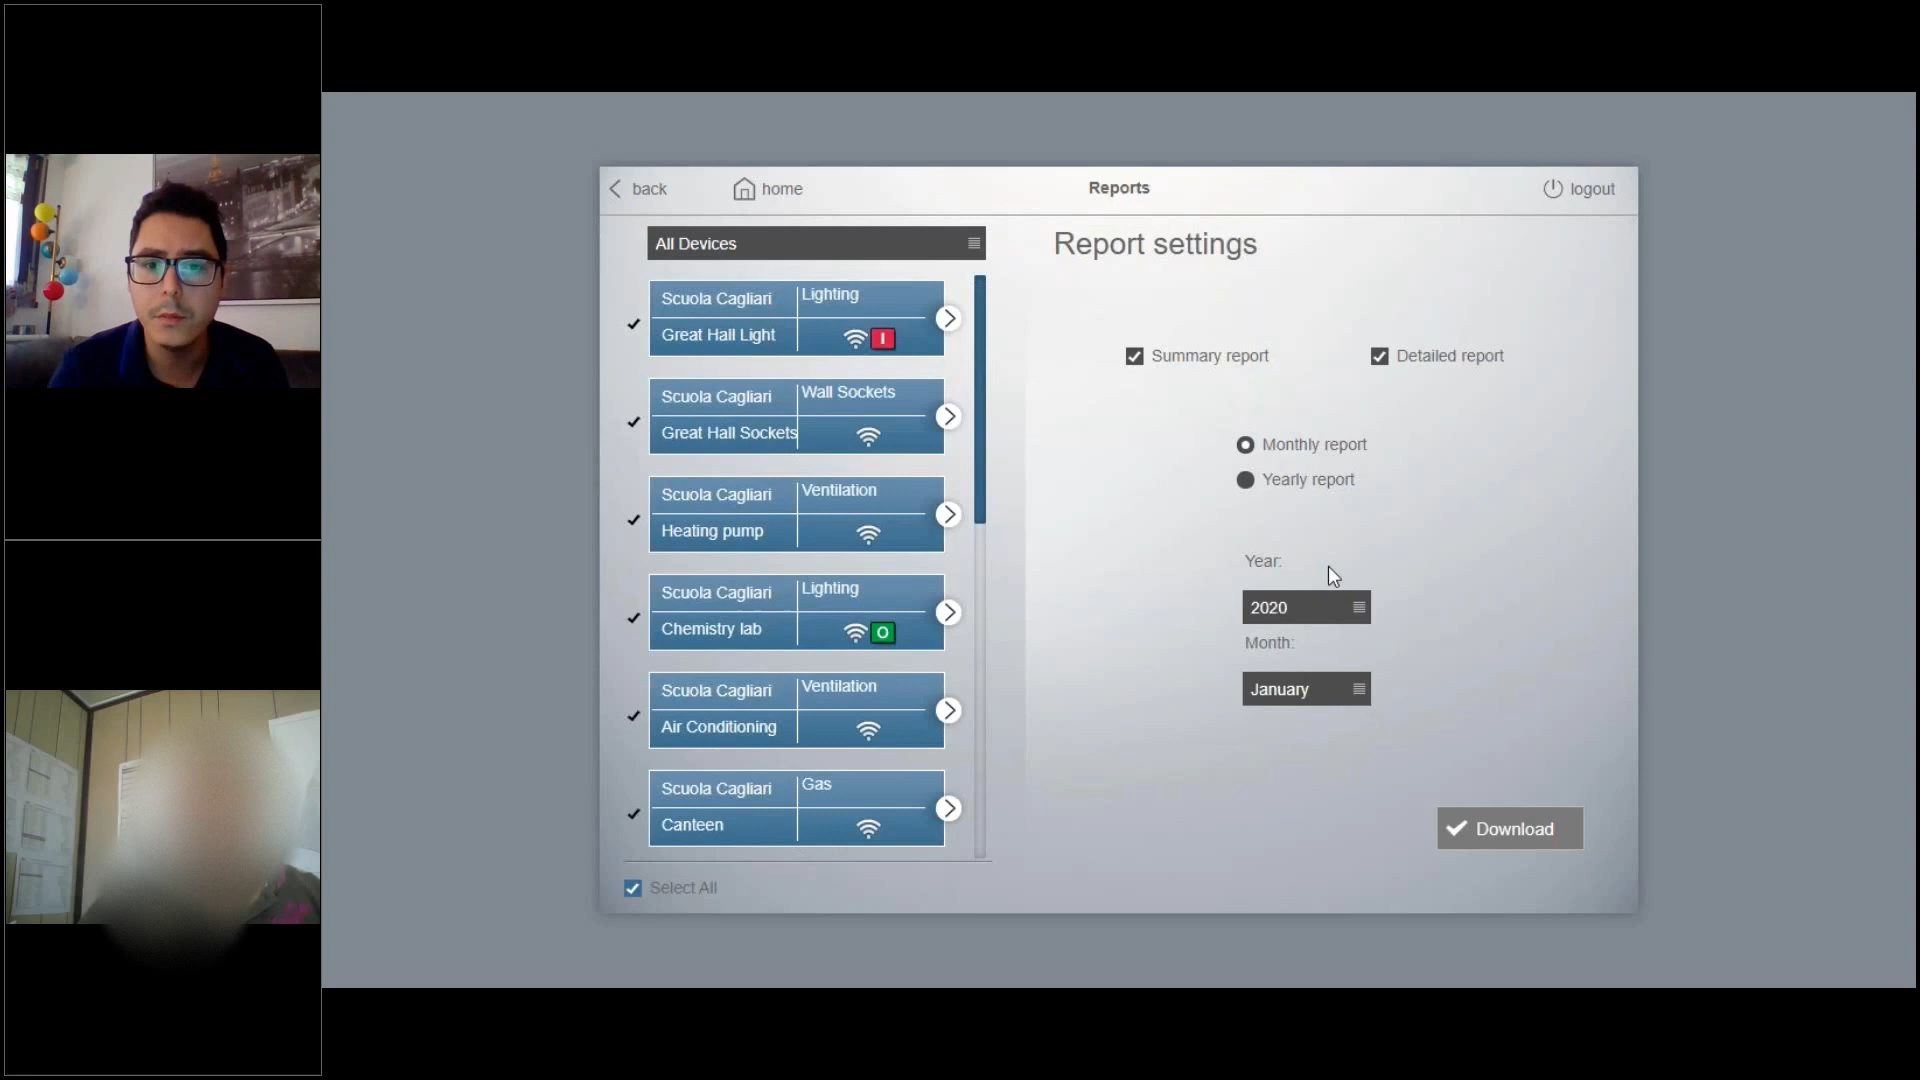 back
home
Reports
logout
All Devices
Scuola Cagliari
Lighting
Great Hall Light
I
Scuola Cagliari
Wall Sockets
Great Hall Sockets
Scuola Cagliari
Ventilation
Heating pump
Scuola Cagliari
Lighting
Chemistry lab
O
Scuola Cagliari
Ventilation
Air Conditioning
Scuola Cagliari
Gas
Canteen
Select All
Report settings
Summary report
Detailed report
Monthly report
Yearly report
Year:
2020
Month:
January
Download